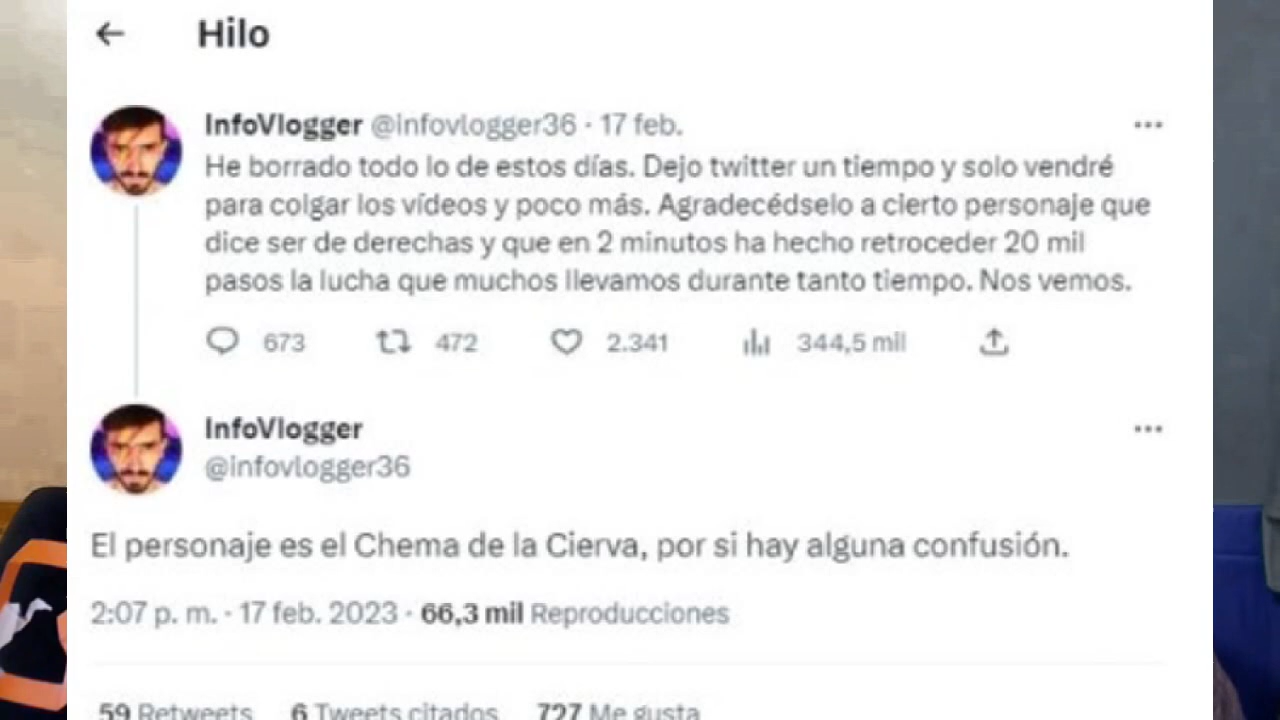 Hilo
InfoVlogger @infovlogger36 · 17 feb.
He borrado todo lo de estos días. Dejo twitter un tiempo y solo vendré
para colgar los vídeos y poco más. Agradecédselo a cierto personaje que
dice ser de derechas y que en 2 minutos ha hecho retroceder 20 mil
pasos la lucha que muchos llevamos durante tanto tiempo. Nos vemos.
673 472 2.341 344,5 mil
InfoVlogger
@infovlogger36
El personaje es el Chema de la Cierva, por si hay alguna confusión.
2:07 p. m. · 17 feb. 2023 · 66,3 mil Reproducciones
59 Retweets 6 Tweets citados 727 Me gusta